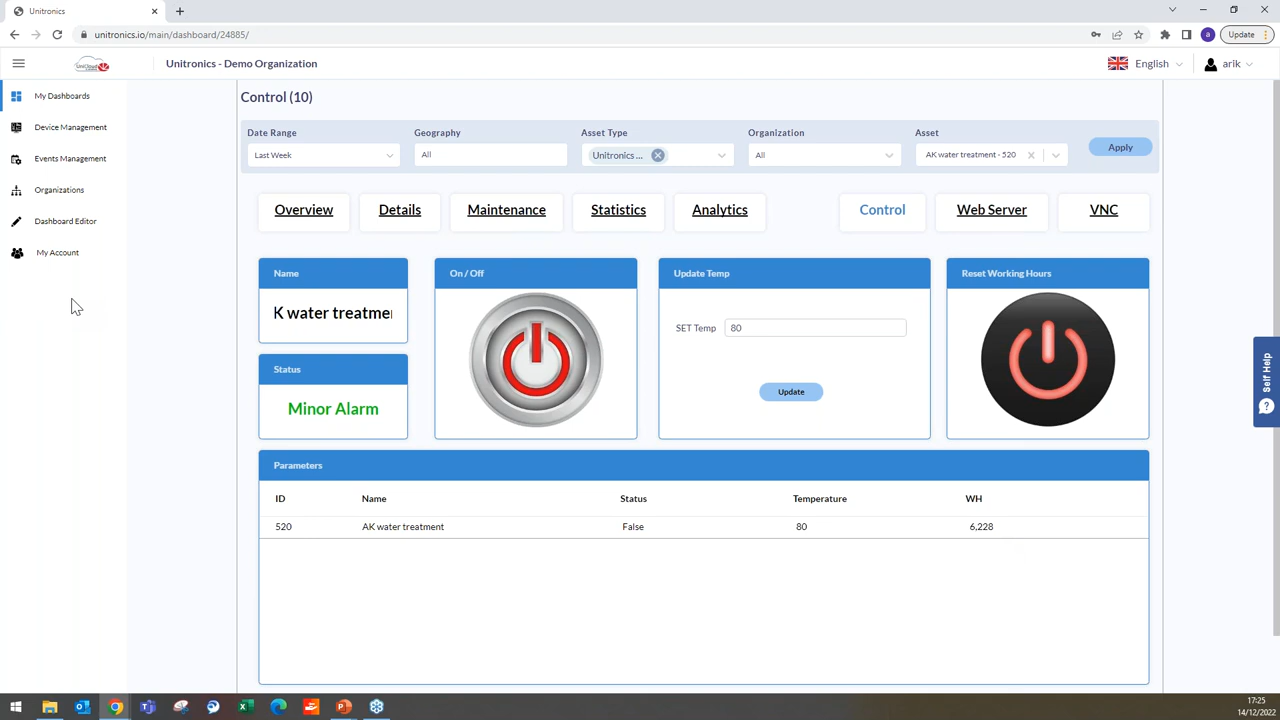 Unitronics
unitronics.io/main/dashboard/24885/
a
Update
UniCloud
Unitronics - Demo Organization
English
arik
My Dashboards
Device Management
Events Management
Organizations
Dashboard Editor
My Account
Control (10)
Date Range
Geography
Asset Type
Organization
Asset
Last Week
All
Unitronics ...
All
AK water treatment - 520
Apply
Overview
Details
Maintenance
Statistics
Analytics
Control
Web Server
VNC
Name
K water treatme
Status
Minor Alarm
On / Off
Update Temp
SET Temp
80
Update
Reset Working Hours
Self Help
?
Parameters
ID Name Status Temperature WH
520 AK water treatment False 80 6,228
17:25
14/12/2022